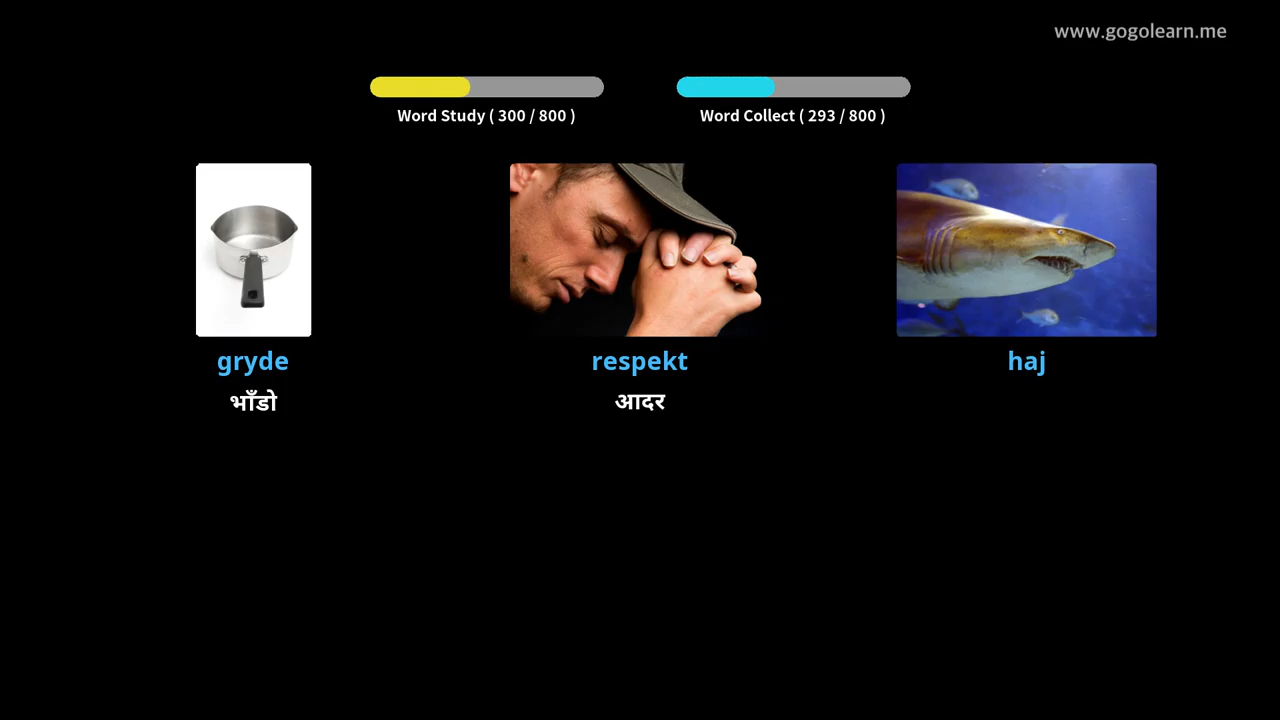 www.gogolearn.me
Word Study ( 300 / 800 )
Word Collect ( 293 / 800 )
gryde
respekt
haj
भाँडो
आदर